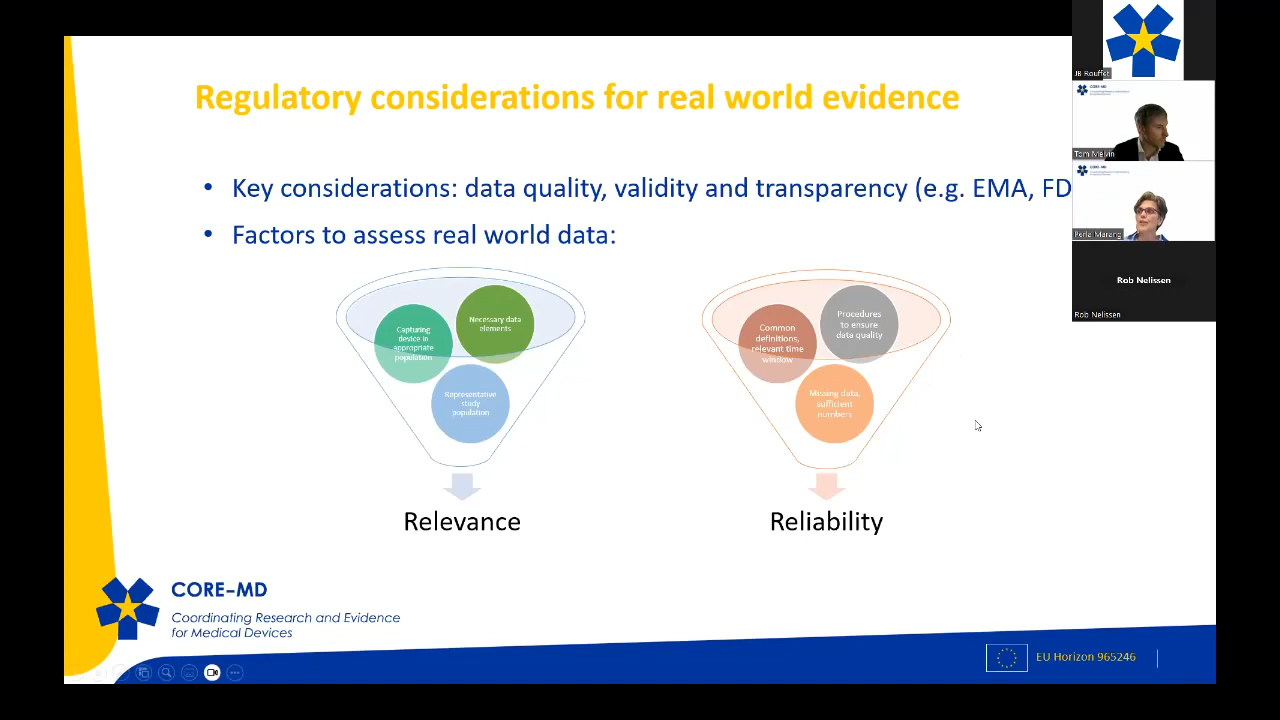 Regulatory considerations for real world evidence
• Key considerations: data quality, validity and transparency (e.g. EMA, FD
• Factors to assess real world data:
Capturing
device in
appropriate
population
Necessary data
elements
Representative
study
population
Relevance
Common
definitions,
relevant time
window
Procedures
to ensure
data quality
Missing data,
sufficient
numbers
Reliability
CORE-MD
Coordinating Research and Evidence
for Medical Devices
EU Horizon 965246
JB Rouffet
Tom Melvin
Perla Marang
Rob Nelissen
Rob Nelissen